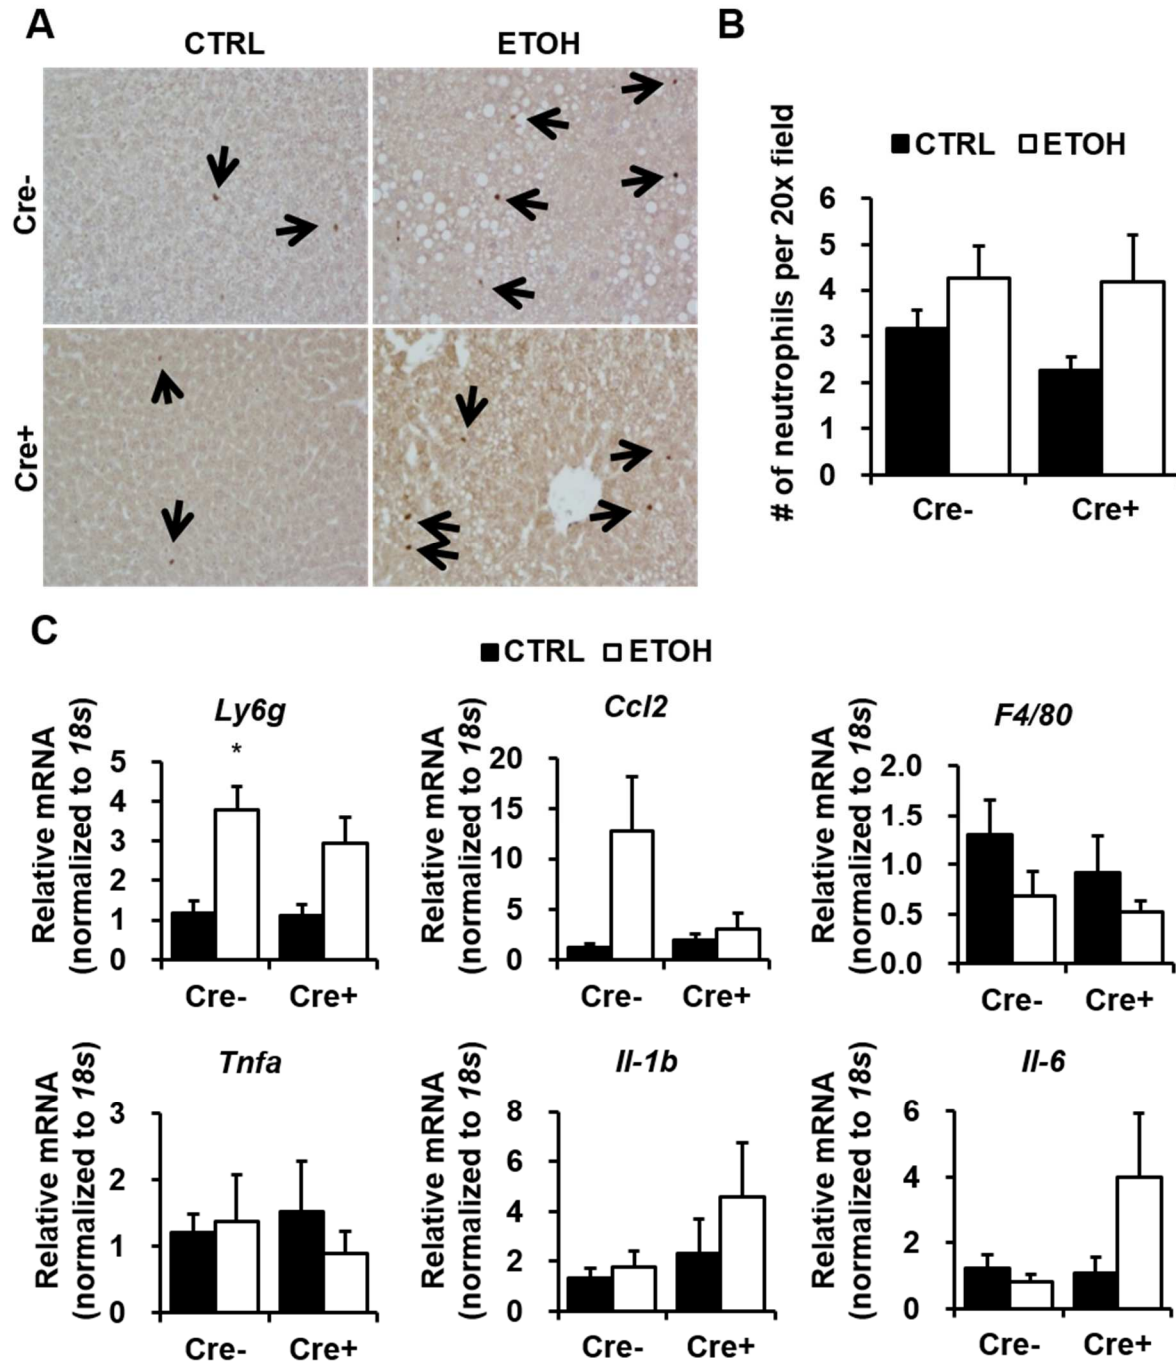 A
CTRL
ETOH
Cre-
Cre+
B
CTRL ETOH
# of neutrophils per 20x field
6
5
4
3
2
1
0
Cre- Cre+
C
CTRL ETOH
Ly6g
Relative mRNA
(normalized to 18s)
*
5
4
3
2
1
0
Cre- Cre+
Ccl2
Relative mRNA
(normalized to 18s)
20
15
10
5
0
Cre- Cre+
F4/80
Relative mRNA
(normalized to 18s)
2.0
1.5
1.0
0.5
0.0
Cre- Cre+
Tnfa
Relative mRNA
(normalized to 18s)
3
2
1
0
Cre- Cre+
Il-1b
Relative mRNA
(normalized to 18s)
8
6
4
2
0
Cre- Cre+
Il-6
Relative mRNA
(normalized to 18s)
6
4
2
0
Cre- Cre+